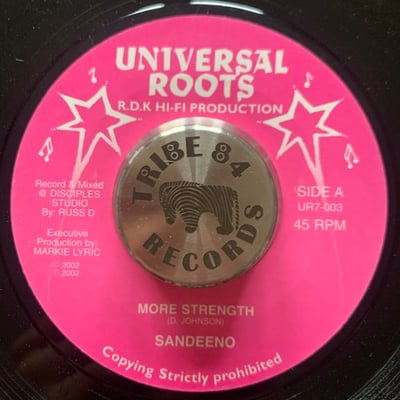 UNIVERSAL
ROOTS
R.D.K HI-FI PRODUCTION
Record & Mixed
@ DISCIPLES
STUDIO
By: RUSS D
Executive
Production by:
MARKIE LYRIC
© 2002
℗ 2002
TRIBE 84
RECORDS
SIDE A
UR7-003
45 RPM
MORE STRENGTH
(D. JOHNSON)
SANDEENO
Copying Strictly prohibited